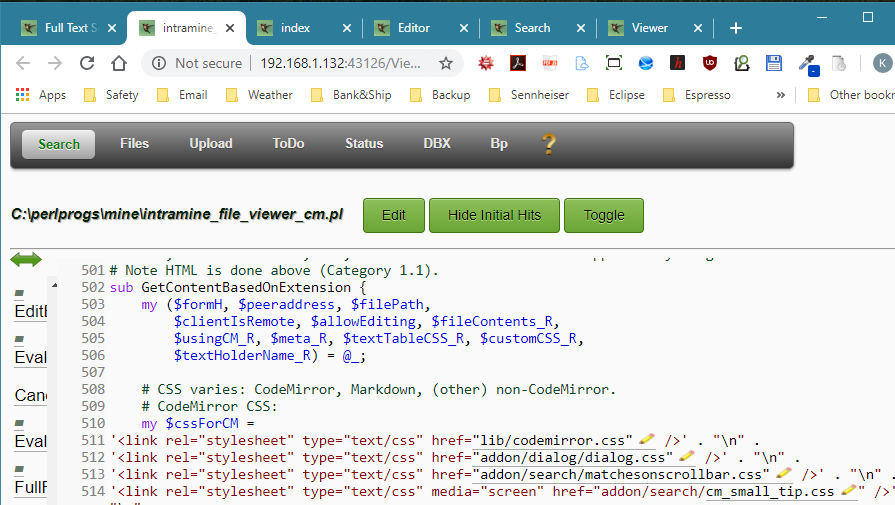 Full Text S
intramine_
index
Editor
Search
Viewer
Not secure
192.168.1.132:43126/Vie...
K
Apps
Safety
Email
Weather
Bank&Ship
Backup
Sennheiser
Eclipse
Espresso
»
Other bookm
Search
Files
Upload
ToDo
Status
DBX
Bp
?
C:\perlprogs\mine\intramine_file_viewer_cm.pl
Edit
Hide Initial Hits
Toggle
EditE
Eval
Canc
Eval
FullF
501 # Note HTML is done above (Category 1.1).
502 sub GetContentBasedOnExtension {
503 my ($formH, $peeraddress, $filePath,
504 $clientIsRemote, $allowEditing, $fileContents_R,
505 $usingCM_R, $meta_R, $textTableCSS_R, $customCSS_R,
506 $textHolderName_R) = @_;
507
508 # CSS varies: CodeMirror, Markdown, (other) non-CodeMirror.
509 # CodeMirror CSS:
510 my $cssForCM =
511 '<link rel="stylesheet" type="text/css" href="lib/codemirror.css" />' . "\n" .
512 '<link rel="stylesheet" type="text/css" href="addon/dialog/dialog.css" />' . "\n" .
513 '<link rel="stylesheet" type="text/css" href="addon/search/matchesonscrollbar.css" />' . "\n" .
514 '<link rel="stylesheet" type="text/css" media="screen" href="addon/search/cm_small_tip.css" />'